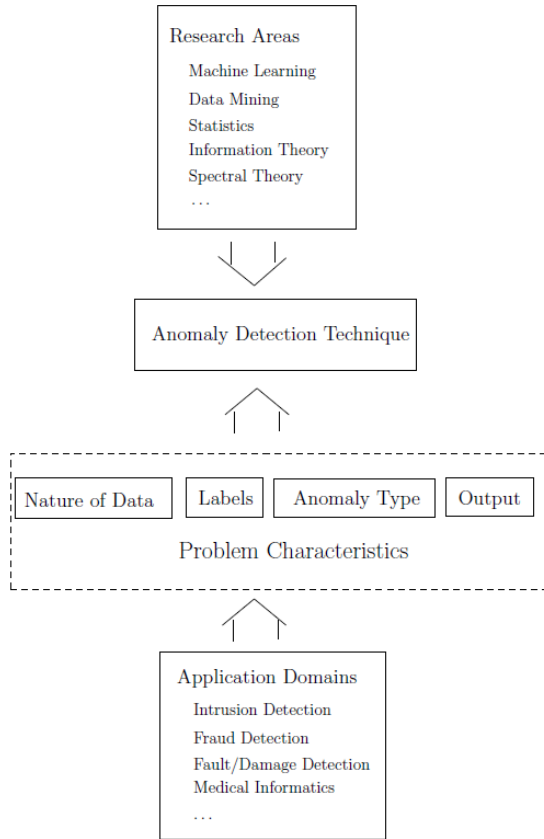 Research Areas
Machine Learning
Data Mining
Statistics
Information Theory
Spectral Theory
...
Anomaly Detection Technique
Nature of Data
Labels
Anomaly Type
Output
Problem Characteristics
Application Domains
Intrusion Detection
Fraud Detection
Fault/Damage Detection
Medical Informatics
...